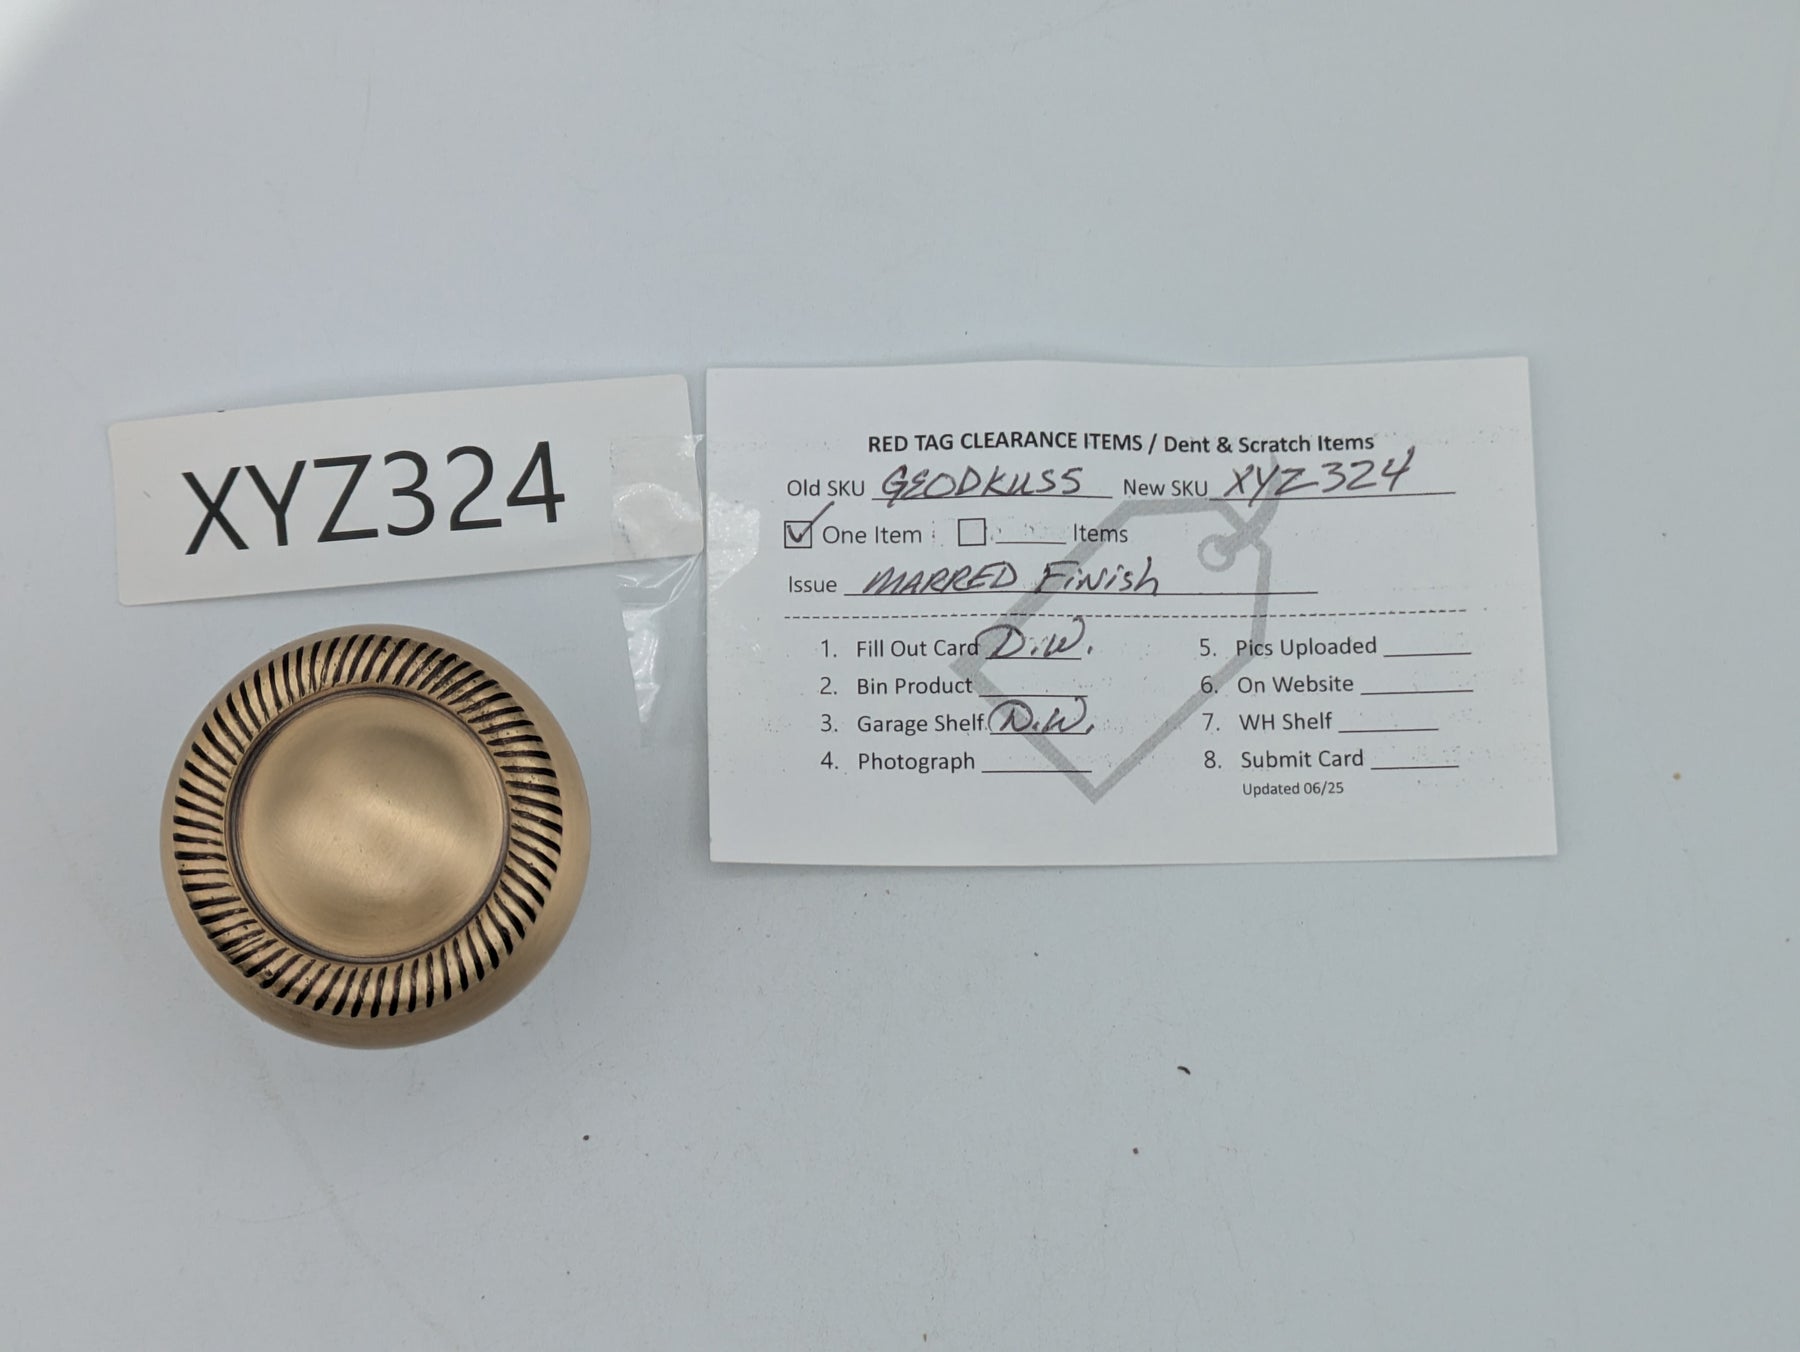 XYZ324
RED TAG CLEARANCE ITEMS / Dent & Scratch Items
Old SKU GEODKUSS New SKU XYZ324
One Item Items
Issue MARRED FiNish
1. Fill Out Card D.W.
2. Bin Product
3. Garage Shelf D.W.
4. Photograph
5. Pics Uploaded
6. On Website
7. WH Shelf
8. Submit Card
Updated 06/25